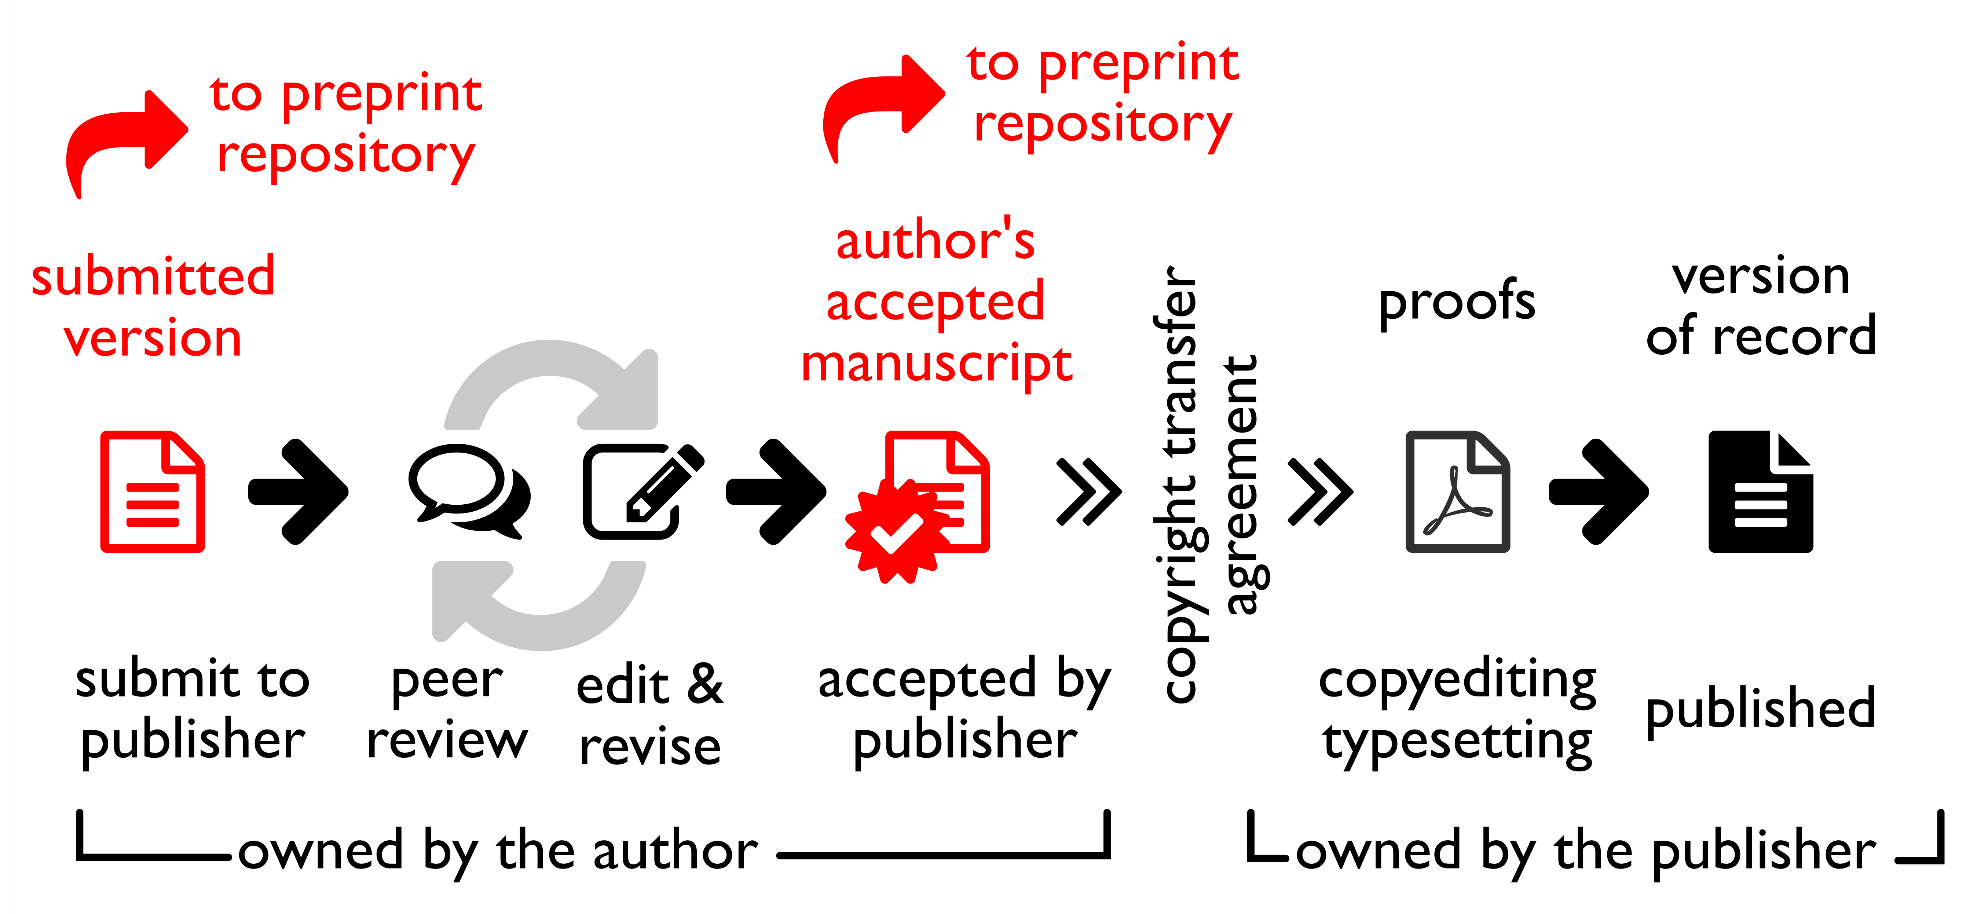 to preprint
repository
to preprint
repository
submitted
version
author's
accepted
manuscript
copyright transfer
agreement
proofs
version
of record
submit to
publisher
peer
review
edit &
revise
accepted by
publisher
copyediting
typesetting
published
owned by the author
owned by the publisher